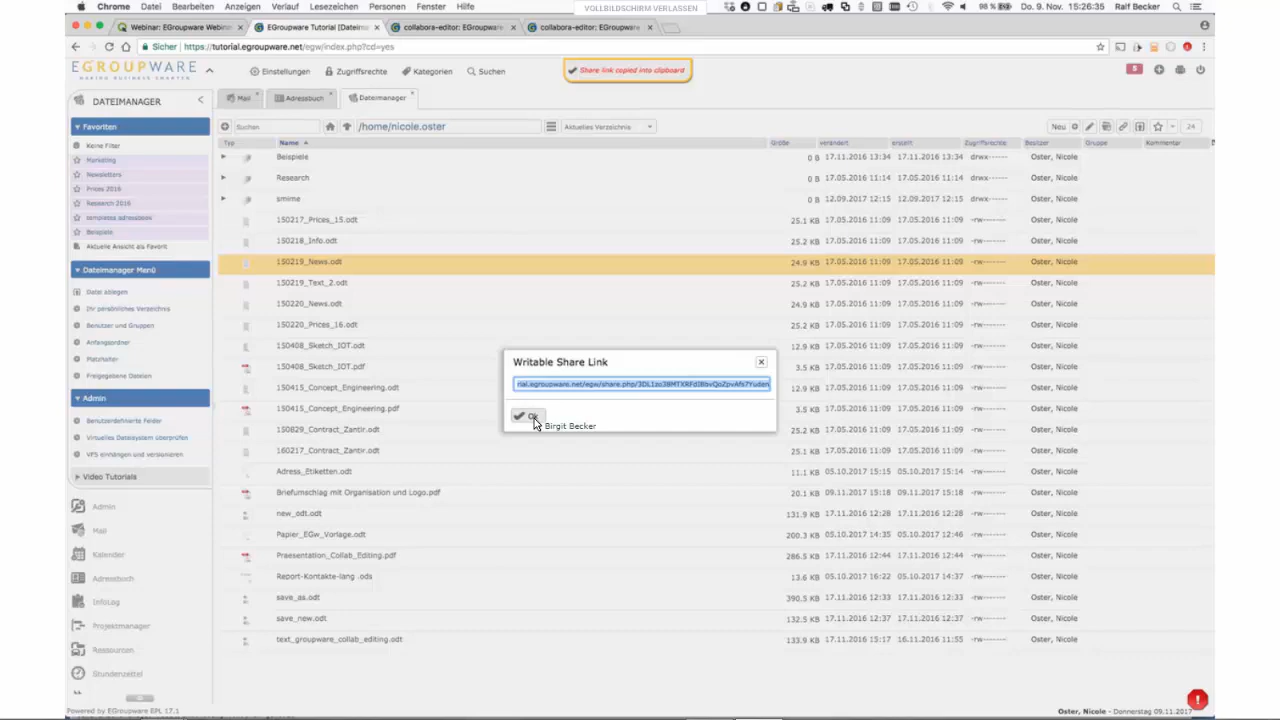 Chrome Datei Bearbeiten Anzeigen Verlauf Lesezeichen Personen Fenster Hilfe VOLLBILDSCHIRM VERLASSEN 98 % Do. 9. Nov. 15:26:35 Ralf Becker
Webinar: EGroupware Webinar EGroupware Tutorial [Dateim collabora-editor: EGroupware collabora-editor: EGroupware
Sicher https://tutorial.egroupware.net/egw/index.php?cd=yes
EGROUPWARE
MAKING BUSINESS SMARTER
Einstellungen Zugriffsrechte Kategorien Suchen Share link copied into clipboard
DATEIMANAGER Mail Adressbuch Dateimanager
Favoriten
Keine Filter
Marketing
Newsletters
Prices 2016
Research 2016
templates adressbook
Beispiele
Aktuelle Ansicht als Favorit
Dateimanager Menü
Datei ablegen
Ihr persönliches Verzeichnis
Benutzer und Gruppen
Anfangsordner
Platzhalter
Freigegebene Dateien
Admin
Benutzerdefinierte Felder
Virtuelles Dateisystem überprüfen
VFS einhängen und versionieren
Video Tutorials
Admin
Mail
Kalender
Adressbuch
InfoLog
Projektmanager
Ressourcen
Stundenzettel
Suchen /home/nicole.oster Aktuelles Verzeichnis Neu 24
Typ Name Größe verändert erstellt Zugriffsrechte Besitzer Gruppe Kommentar
Beispiele 0 B 17.11.2016 13:34 17.11.2016 13:34 drwx------ Oster, Nicole
Research 0 B 17.05.2016 11:14 17.05.2016 11:14 drwx------ Oster, Nicole
smime 0 B 12.09.2017 12:15 12.09.2017 12:15 drwx------ Oster, Nicole
150217_Prices_15.odt 25.1 KB 17.05.2016 11:09 17.05.2016 11:09 -rw------- Oster, Nicole
150218_Info.odt 25.2 KB 17.05.2016 11:09 17.05.2016 11:09 -rw------- Oster, Nicole
150219_News.odt 24.9 KB 17.05.2016 11:09 17.05.2016 11:09 -rw------- Oster, Nicole
150219_Text_2.odt 25.2 KB 17.05.2016 11:09 17.05.2016 11:09 -rw------- Oster, Nicole
150220_News.odt 24.9 KB 17.05.2016 11:09 17.05.2016 11:09 -rw------- Oster, Nicole
150220_Prices_16.odt 25.2 KB 17.05.2016 11:09 17.05.2016 11:09 -rw------- Oster, Nicole
150408_Sketch_IOT.odt 17.05.2016 11:09 17.05.2016 11:09 -rw------- Oster, Nicole
150408_Sketch_IOT.pdf 17.05.2016 11:09 17.05.2016 11:09 -rw------- Oster, Nicole
150415_Concept_Engineering.odt 12.9 KB 17.05.2016 11:09 17.05.2016 11:09 -rw------- Oster, Nicole
150415_Concept_Engineering.pdf 17.05.2016 11:09 17.05.2016 11:09 -rw------- Oster, Nicole
150829_Contract_Zantir.odt 25.2 KB 17.05.2016 11:09 17.05.2016 11:09 -rw------- Oster, Nicole
160217_Contract_Zantir.odt 17.05.2016 11:09 17.05.2016 11:09 -rw------- Oster, Nicole
Adress_Etiketten.odt 11.1 KB 05.10.2017 15:15 05.10.2017 15:14 -rw------- Oster, Nicole
Briefumschlag mit Organisation und Logo.pdf 20.1 KB 09.11.2017 15:18 09.11.2017 15:18 -rw------- Oster, Nicole
new_odt.odt 131.9 KB 17.11.2016 12:28 17.11.2016 12:28 -rw------- Oster, Nicole
Papier_EGw_Vorlage.odt 200.3 KB 05.10.2017 14:35 05.10.2017 12:46 -rw------- Oster, Nicole
Praesentation_Collab_Editing.pdf 286.5 KB 17.11.2016 12:44 17.11.2016 12:44 -rw------- Oster, Nicole
Report-Kontakte-lang .ods 13.6 KB 05.10.2017 16:22 05.10.2017 14:37 -rw------- Oster, Nicole
save_as.odt 390.5 KB 17.11.2016 12:33 17.11.2016 12:33 -rw------- Oster, Nicole
save_new.odt 132.2 KB 17.11.2016 12:33 17.11.2016 12:33 -rw------- Oster, Nicole
text_groupware_collab_editing.odt 133.9 KB 17.11.2016 15:17 16.11.2016 11:55 -rw------- Oster, Nicole
Writable Share Link
Birgit Becker
Powered by EGroupware EPL 17.1
Oster, Nicole - Donnerstag 09.11.2017